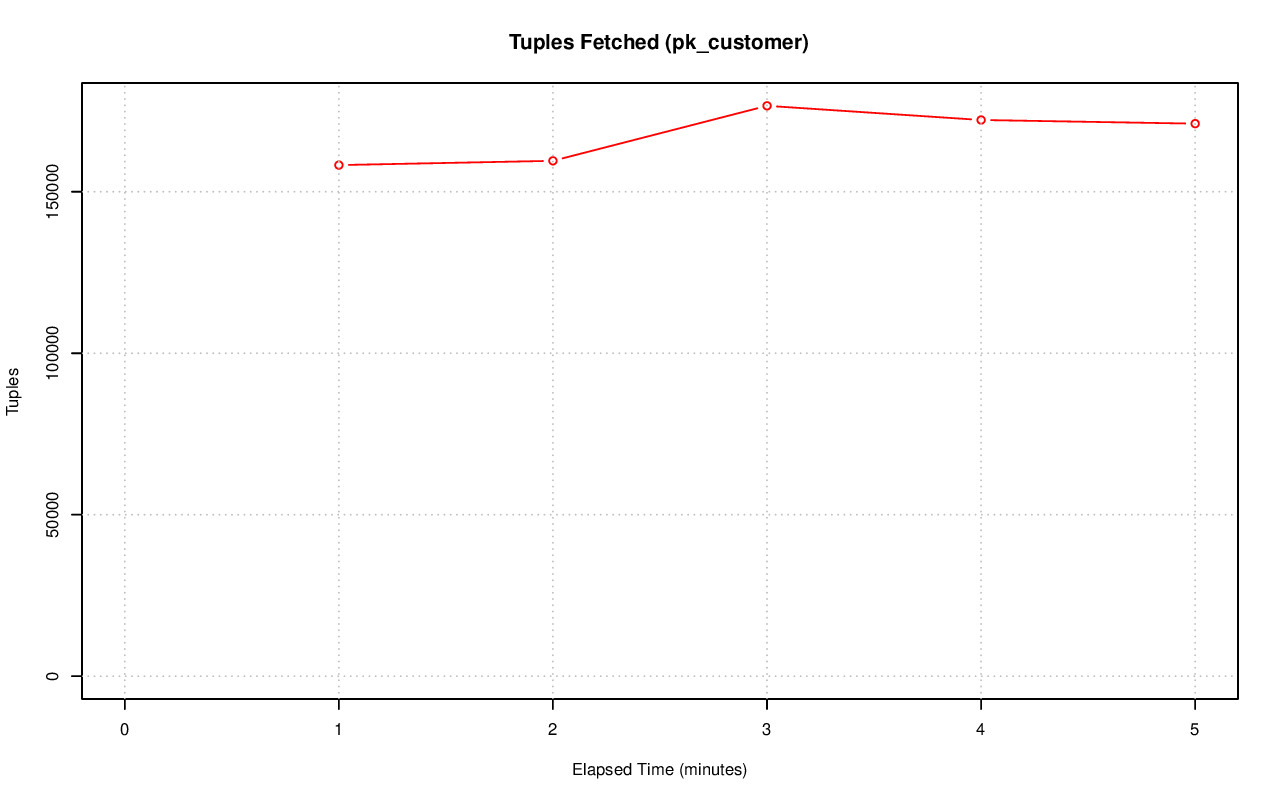 Tuples Fetched (pk_customer)
Tuples
150000
100000
50000
0
0 1 2 3 4 5
Elapsed Time (minutes)